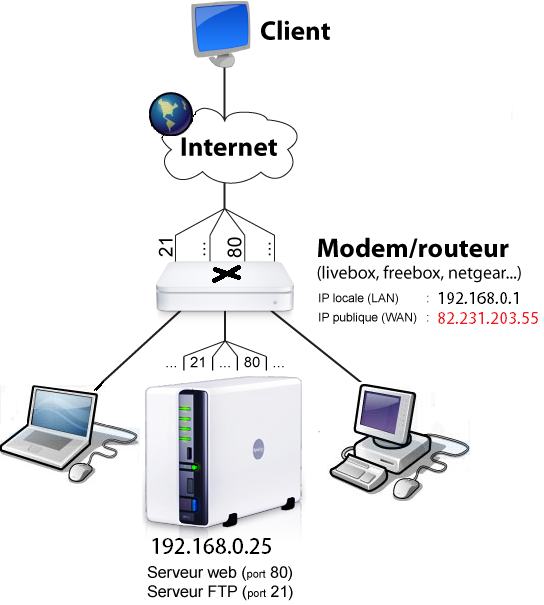 Client
Internet
21 ... 80 ...
Modem/routeur
(livebox, freebox, netgear...)
IP locale (LAN) : 192.168.0.1
IP publique (WAN) : 82.231.203.55
... 21 ... 80 ...
192.168.0.25
Serveur web (port 80)
Serveur FTP (port 21)